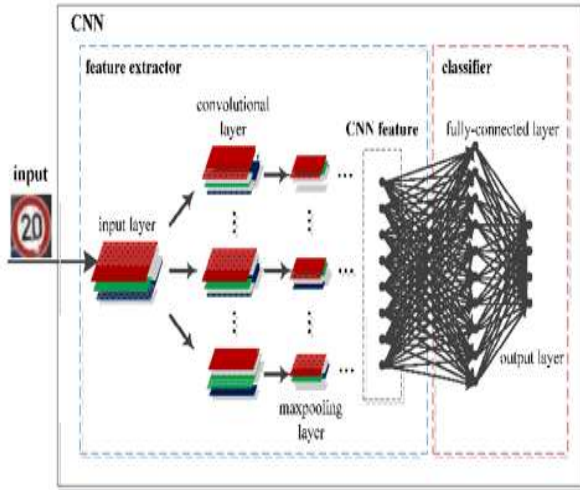 CNN
feature extractor
classifier
convolutional
layer
CNN feature
fully-connected layer
input
20
input layer
output layer
maxpooling
layer